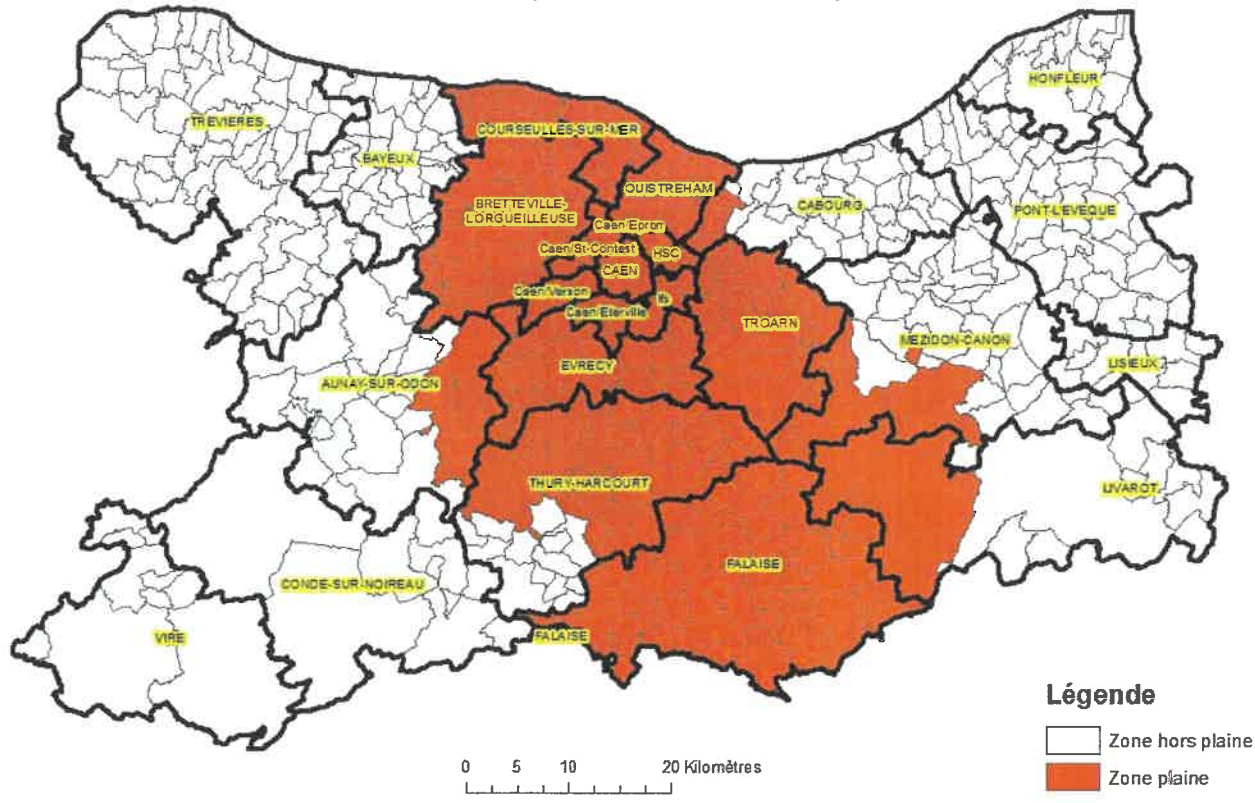 HONFLEUR
TREVIERES
COURSEULLES-SUR-MER
BAYEUX
OUISTREHAM
BRETTEVILLE-
L'ORGUEILLEUSE
CABOURG
PONT-L'EVEQUE
Caen/Epron
Caen/St-Contest
HSC
CAEN
Caen/Verson
Ifs
Caen/Eterville
TROARN
MEZIDON-CANON
LISIEUX
EVRECY
AUNAY-SUR-ODON
THURY-HARCOURT
LIVAROT
FALAISE
CONDE-SUR-NOIREAU
VIRE
FALAISE
Légende
Zone hors plaine
Zone plaine
0 5 10 20 Kilomètres